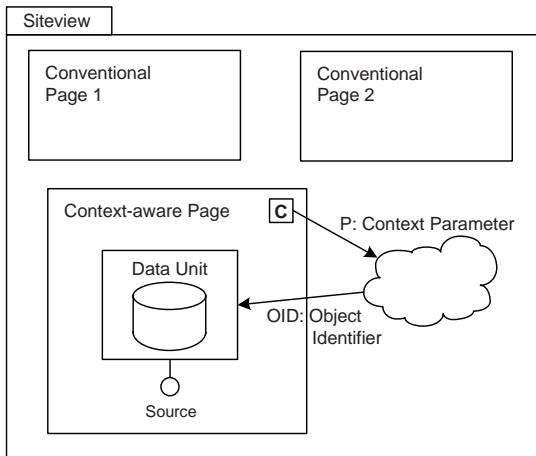 Siteview
Conventional
Page 1
Conventional
Page 2
Context-aware Page
C
P: Context Parameter
Data Unit
OID: Object
Identifier
Source